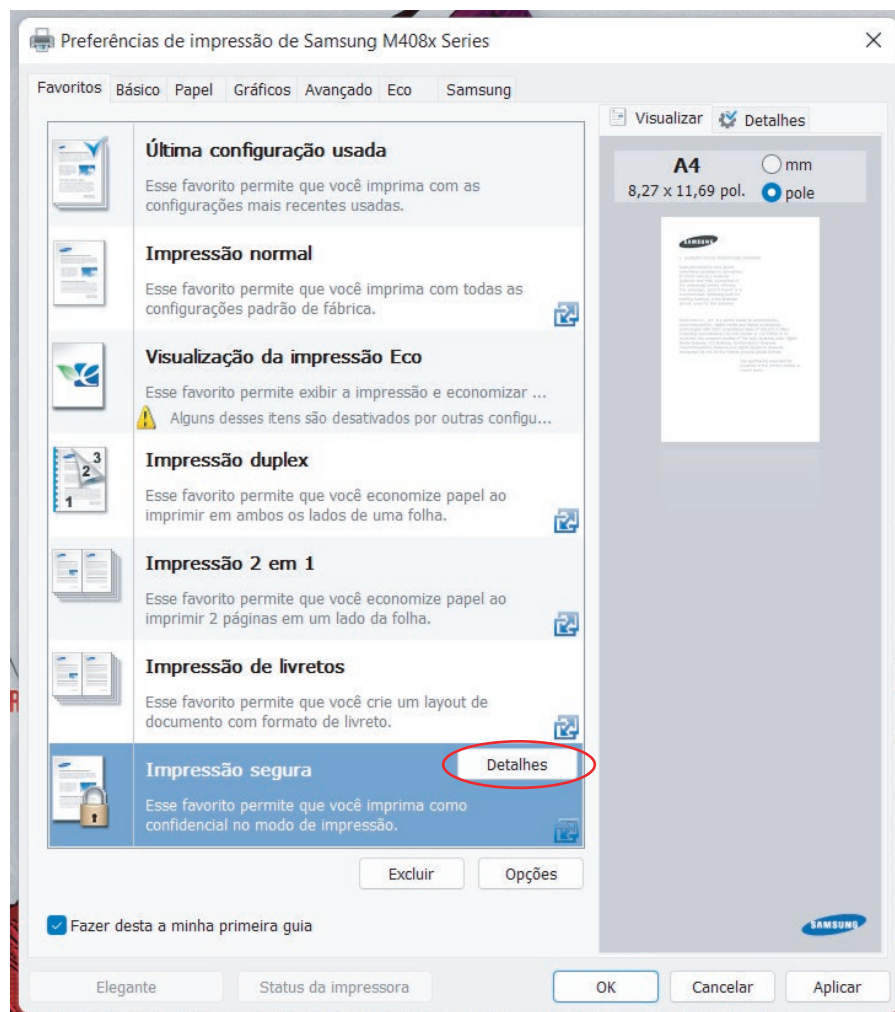 Preferências de impressão de Samsung M408x Series
Favoritos Básico Papel Gráficos Avançado Eco Samsung
Última configuração usada
Esse favorito permite que você imprima com as
configurações mais recentes usadas.
Impressão normal
Esse favorito permite que você imprima com todas as
configurações padrão de fábrica.
Visualização da impressão Eco
Esse favorito permite exibir a impressão e economizar ...
Alguns desses itens são desativados por outras configu...
3
2
1
Impressão duplex
Esse favorito permite que você economize papel ao
imprimir em ambos os lados de uma folha.
Impressão 2 em 1
Esse favorito permite que você economize papel ao
imprimir 2 páginas em um lado da folha.
Impressão de livretos
Esse favorito permite que você crie um layout de
documento com formato de livreto.
Impressão segura
Detalhes
Esse favorito permite que você imprima como
confidencial no modo de impressão.
Excluir Opções
Fazer desta a minha primeira guia
Visualizar Detalhes
A4 mm
8,27 x 11,69 pol. pole
SAMSUNG
SAMSUNG
Elegante Status da impressora OK Cancelar Aplicar